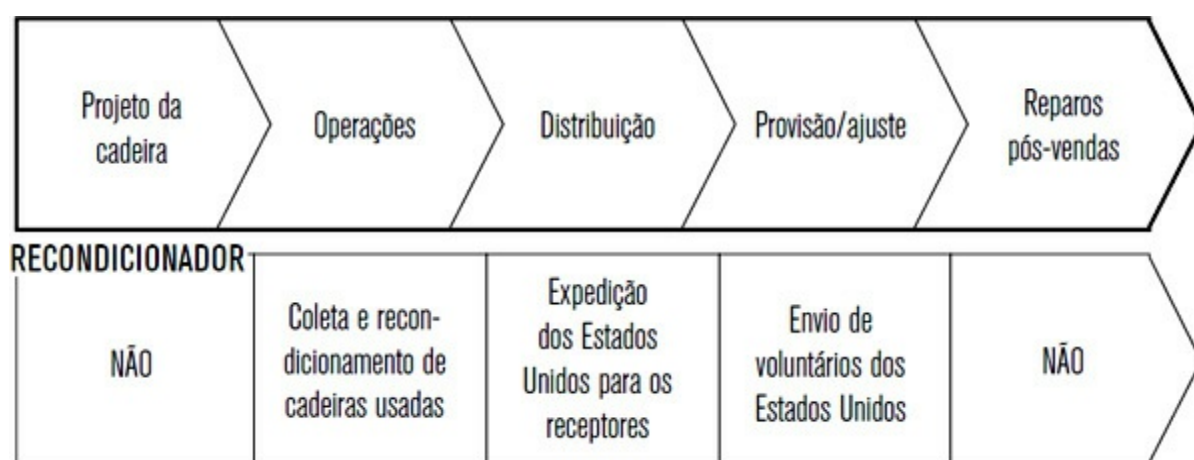 Projeto da
cadeira
Operações
Distribuição
Provisão/ajuste
Reparos
pós-vendas
RECONDICIONADOR
NÃO
Coleta e recon-
dicionamento de
cadeiras usadas
Expedição
dos Estados
Unidos para os
receptores
Envio de
voluntários dos
Estados Unidos
NÃO